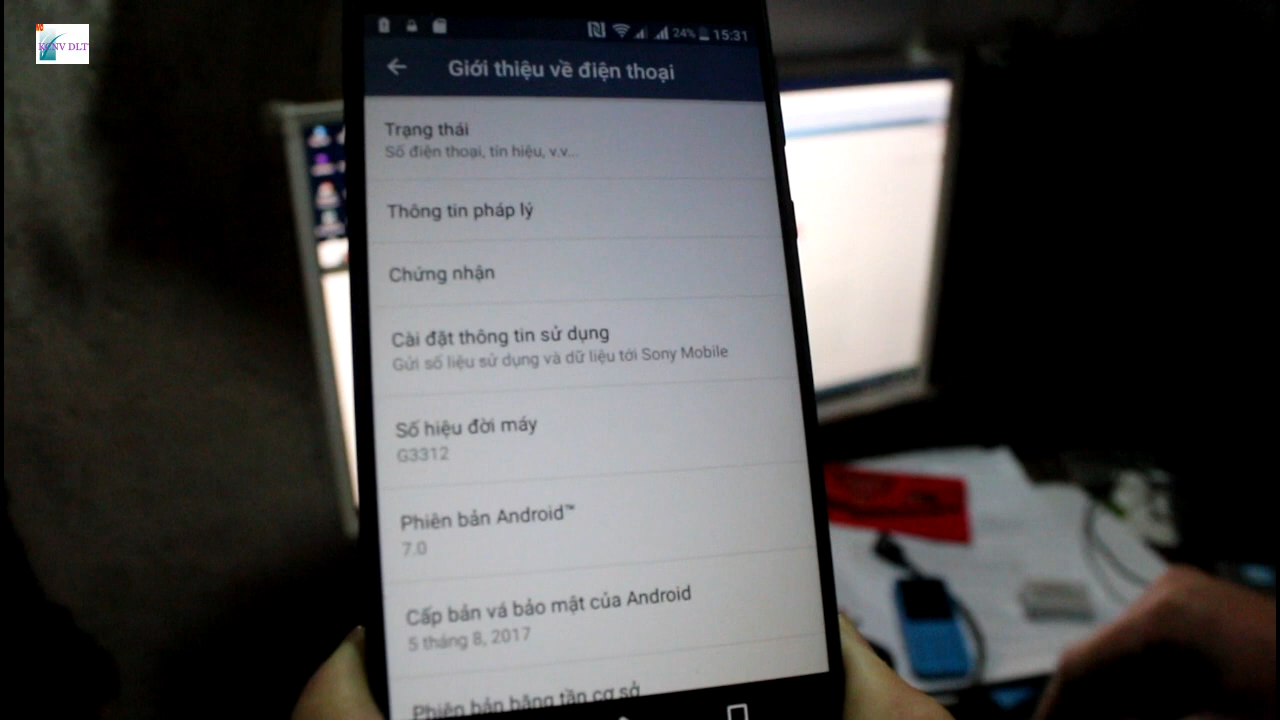 KCNV DLT
24% 15:31
Giới thiệu về điện thoại
Trạng thái
Số điện thoại, tín hiệu, v.v...
Thông tin pháp lý
Chứng nhận
Cài đặt thông tin sử dụng
Gửi số liệu sử dụng và dữ liệu tới Sony Mobile
Số hiệu đời máy
G3312
Phiên bản Android™
7.0
Cấp bản vá bảo mật của Android
5 tháng 8, 2017
Phiên bản băng tần cơ sở